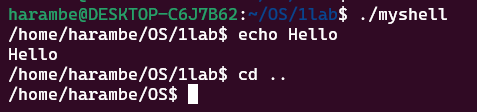 harambe@DESKTOP-C6J7B62:~/OS/1lab$ ./myshell
/home/harambe/OS/1lab$ echo Hello
Hello
/home/harambe/OS/1lab$ cd ..
/home/harambe/OS$